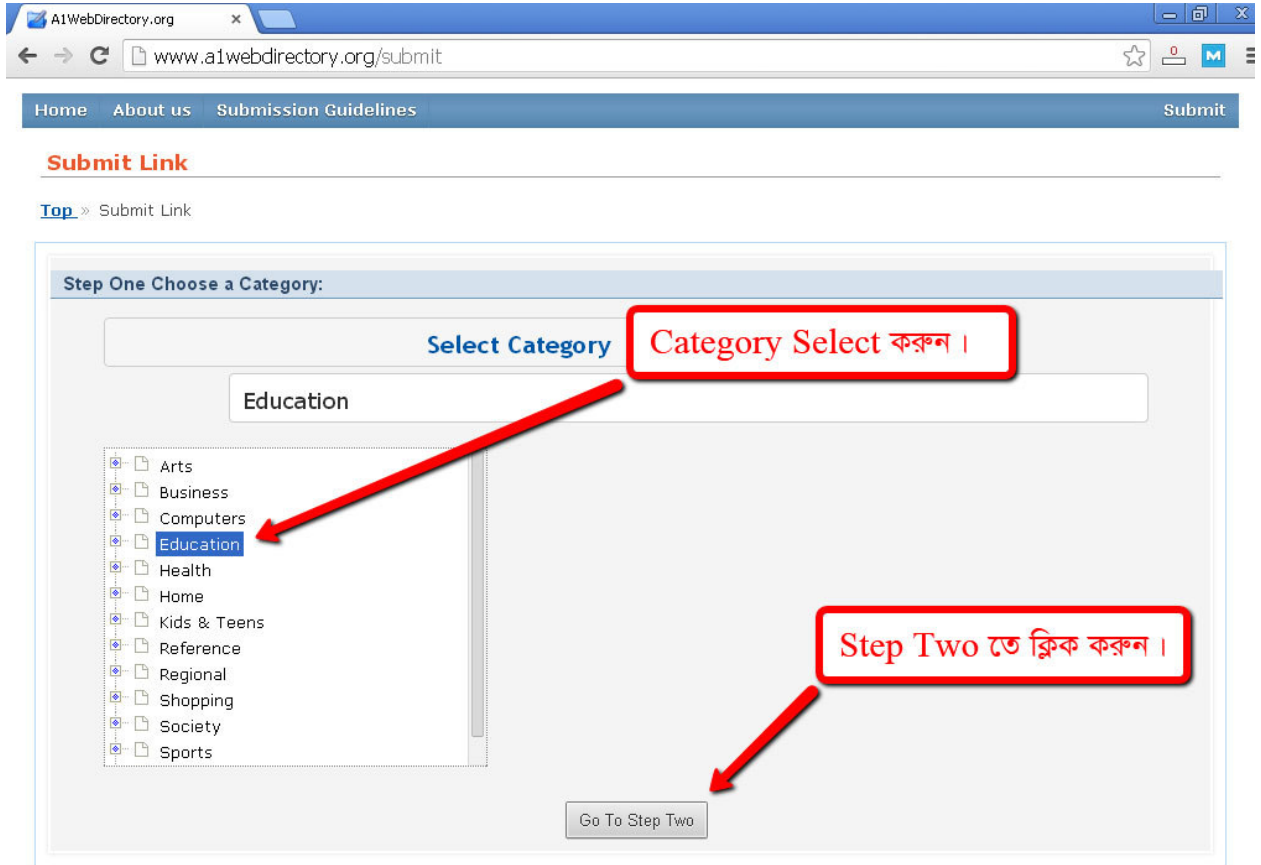 A1WebDirectory.org
www.a1webdirectory.org/submit
0
M
Home About us Submission Guidelines Submit
Submit Link
Top » Submit Link
Step One Choose a Category:
Select Category
Category Select করুন।
Education
Arts
Business
Computers
Education
Health
Home
Kids & Teens
Reference
Regional
Shopping
Society
Sports
Step Two তে ক্লিক করুন।
Go To Step Two